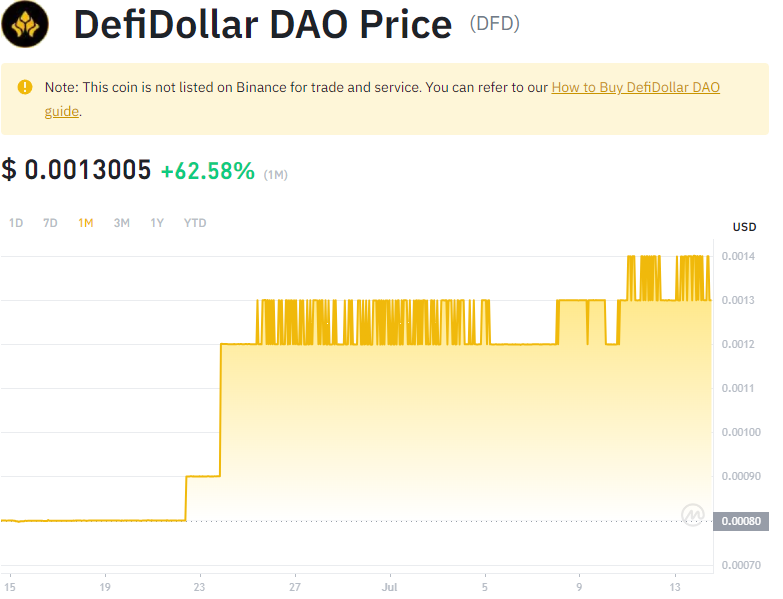 DefiDollar DAO Price (DFD)
Note: This coin is not listed on Binance for trade and service. You can refer to our How to Buy DefiDollar DAO
guide.
$ 0.0013005 +62.58% (1M)
1D 7D 1M 3M 1Y YTD
USD
0.0014
0.0013
0.0012
0.0011
0.00100
0.00090
0.00080
0.00070
15 19 23 27 Jul 5 9 13